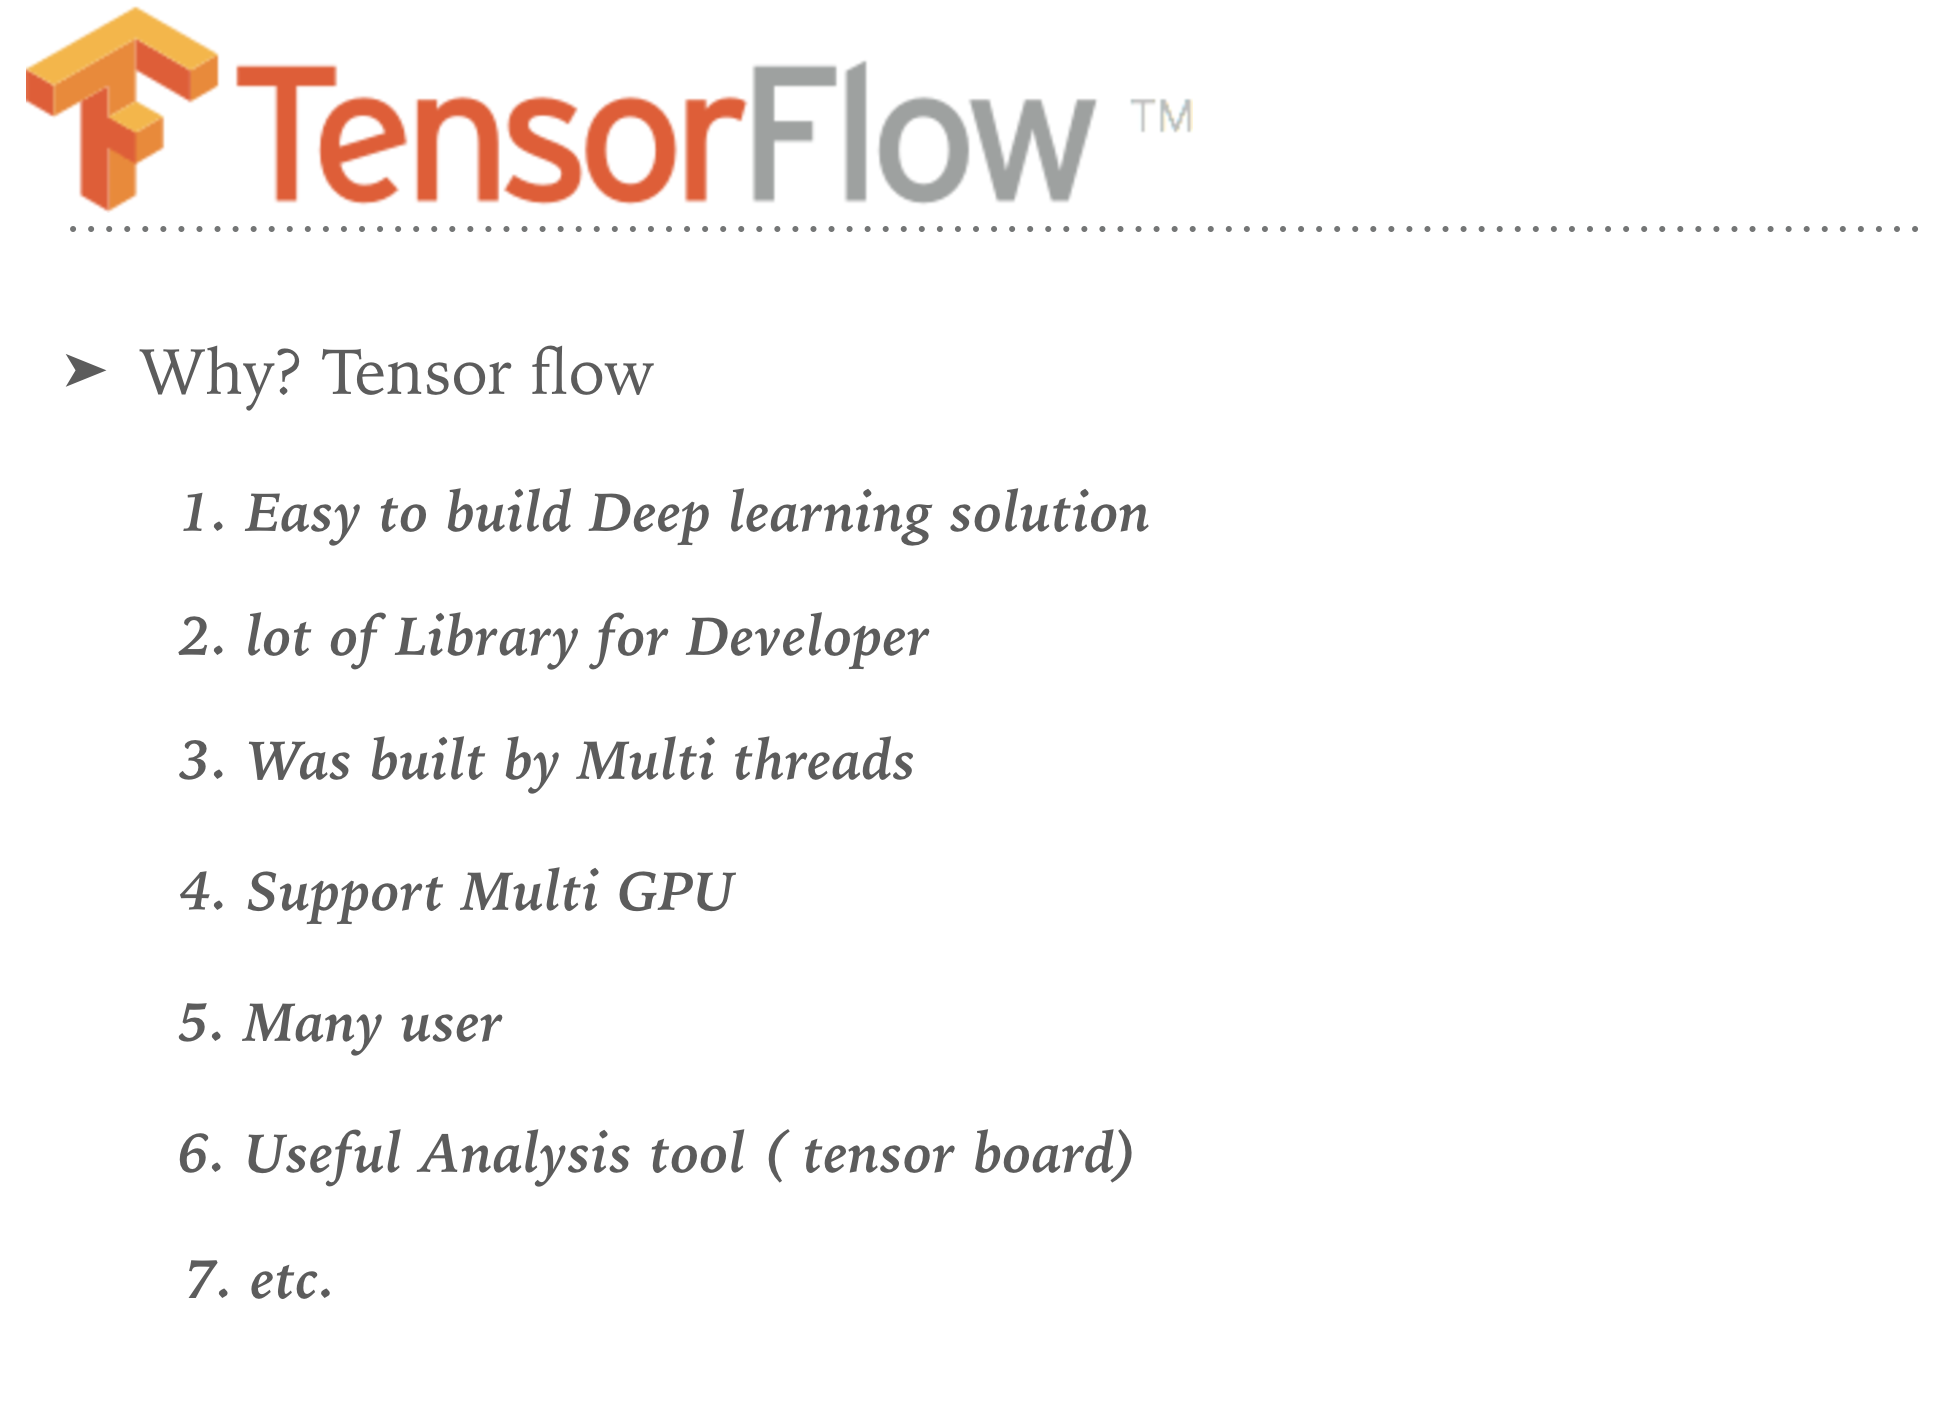 TensorFlow ™
➤ Why? Tensor flow
1. Easy to build Deep learning solution
2. lot of Library for Developer
3. Was built by Multi threads
4. Support Multi GPU
5. Many user
6. Useful Analysis tool ( tensor board)
7. etc.